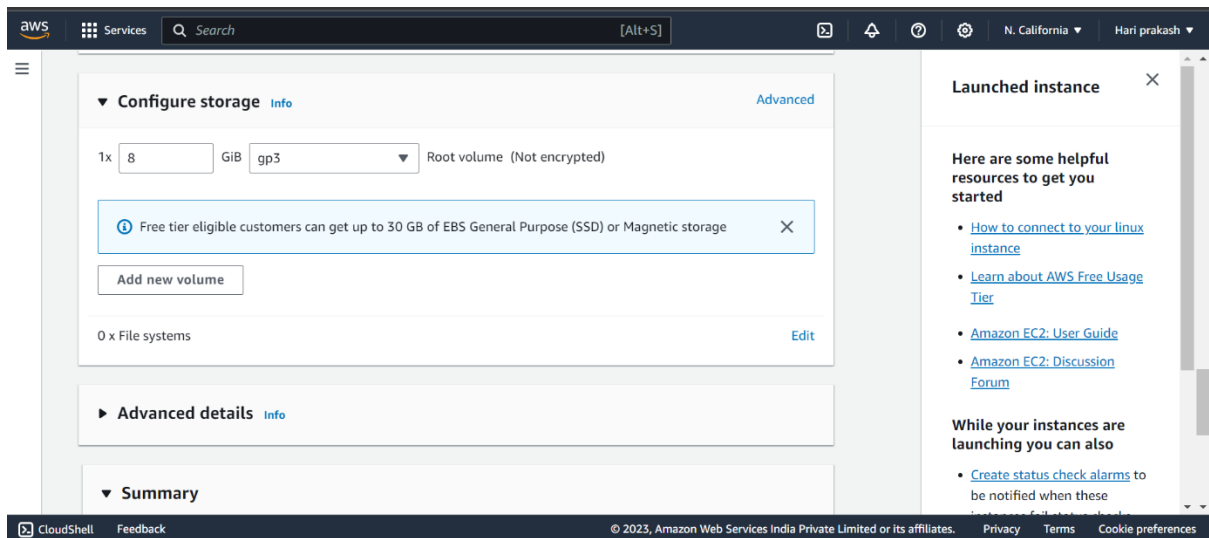 aws
Services
Search
[Alt+S]
N. California
Hari prakash
Configure storage Info
Advanced
1x 8 GiB gp3 Root volume (Not encrypted)
Free tier eligible customers can get up to 30 GB of EBS General Purpose (SSD) or Magnetic storage
Add new volume
0 x File systems
Edit
Advanced details Info
Summary
Launched instance
Here are some helpful
resources to get you
started
How to connect to your linux
instance
Learn about AWS Free Usage
Tier
Amazon EC2: User Guide
Amazon EC2: Discussion
Forum
While your instances are
launching you can also
Create status check alarms to
be notified when these
CloudShell
Feedback
© 2023, Amazon Web Services India Private Limited or its affiliates.
Privacy
Terms
Cookie preferences